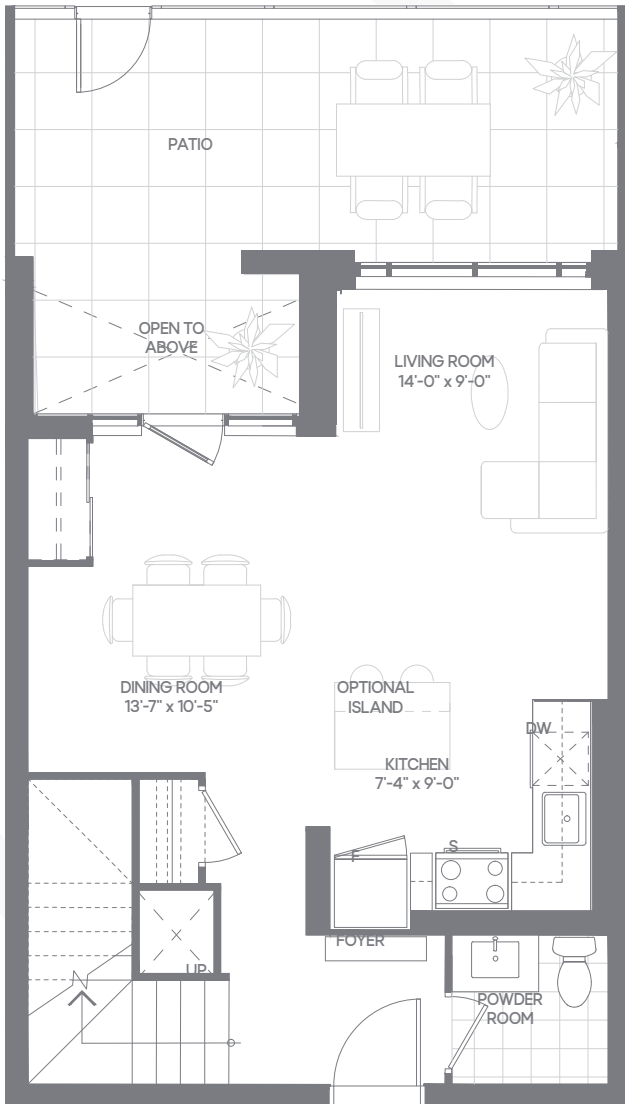 PATIO
OPEN TO
ABOVE
LIVING ROOM
14'-0" x 9'-0"
DINING ROOM
13'-7" x 10'-5"
OPTIONAL
ISLAND
DW
KITCHEN
7'-4" x 9'-0"
F
S
FOYER
UP
POWDER
ROOM